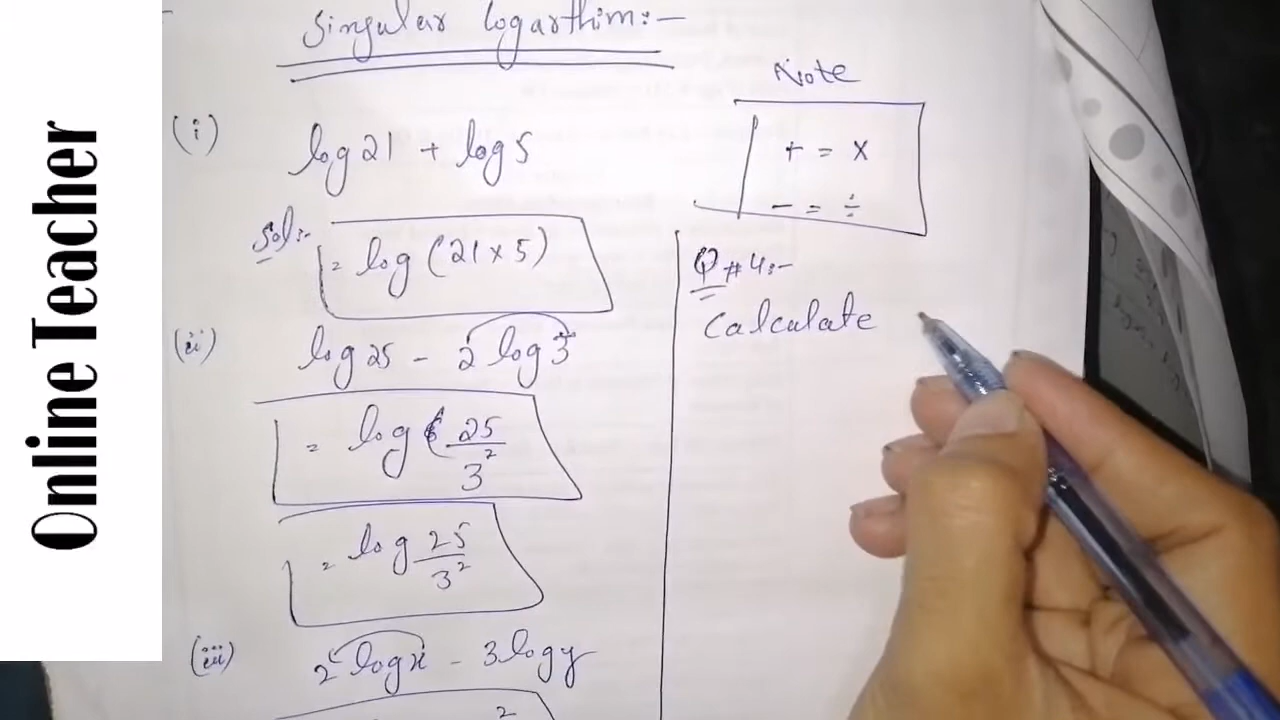 Online Teacher
Singular logarthim:-
(i) log 21 + log 5
Sol:-
= log (21 × 5)
(ii) log 25 - 2 log 3
= log ( 25/3²
= log 25/3²
(iii) 2 log x - 3 log y
2
Note
+ = ×
- = ÷
Q # 4:-
Calculate